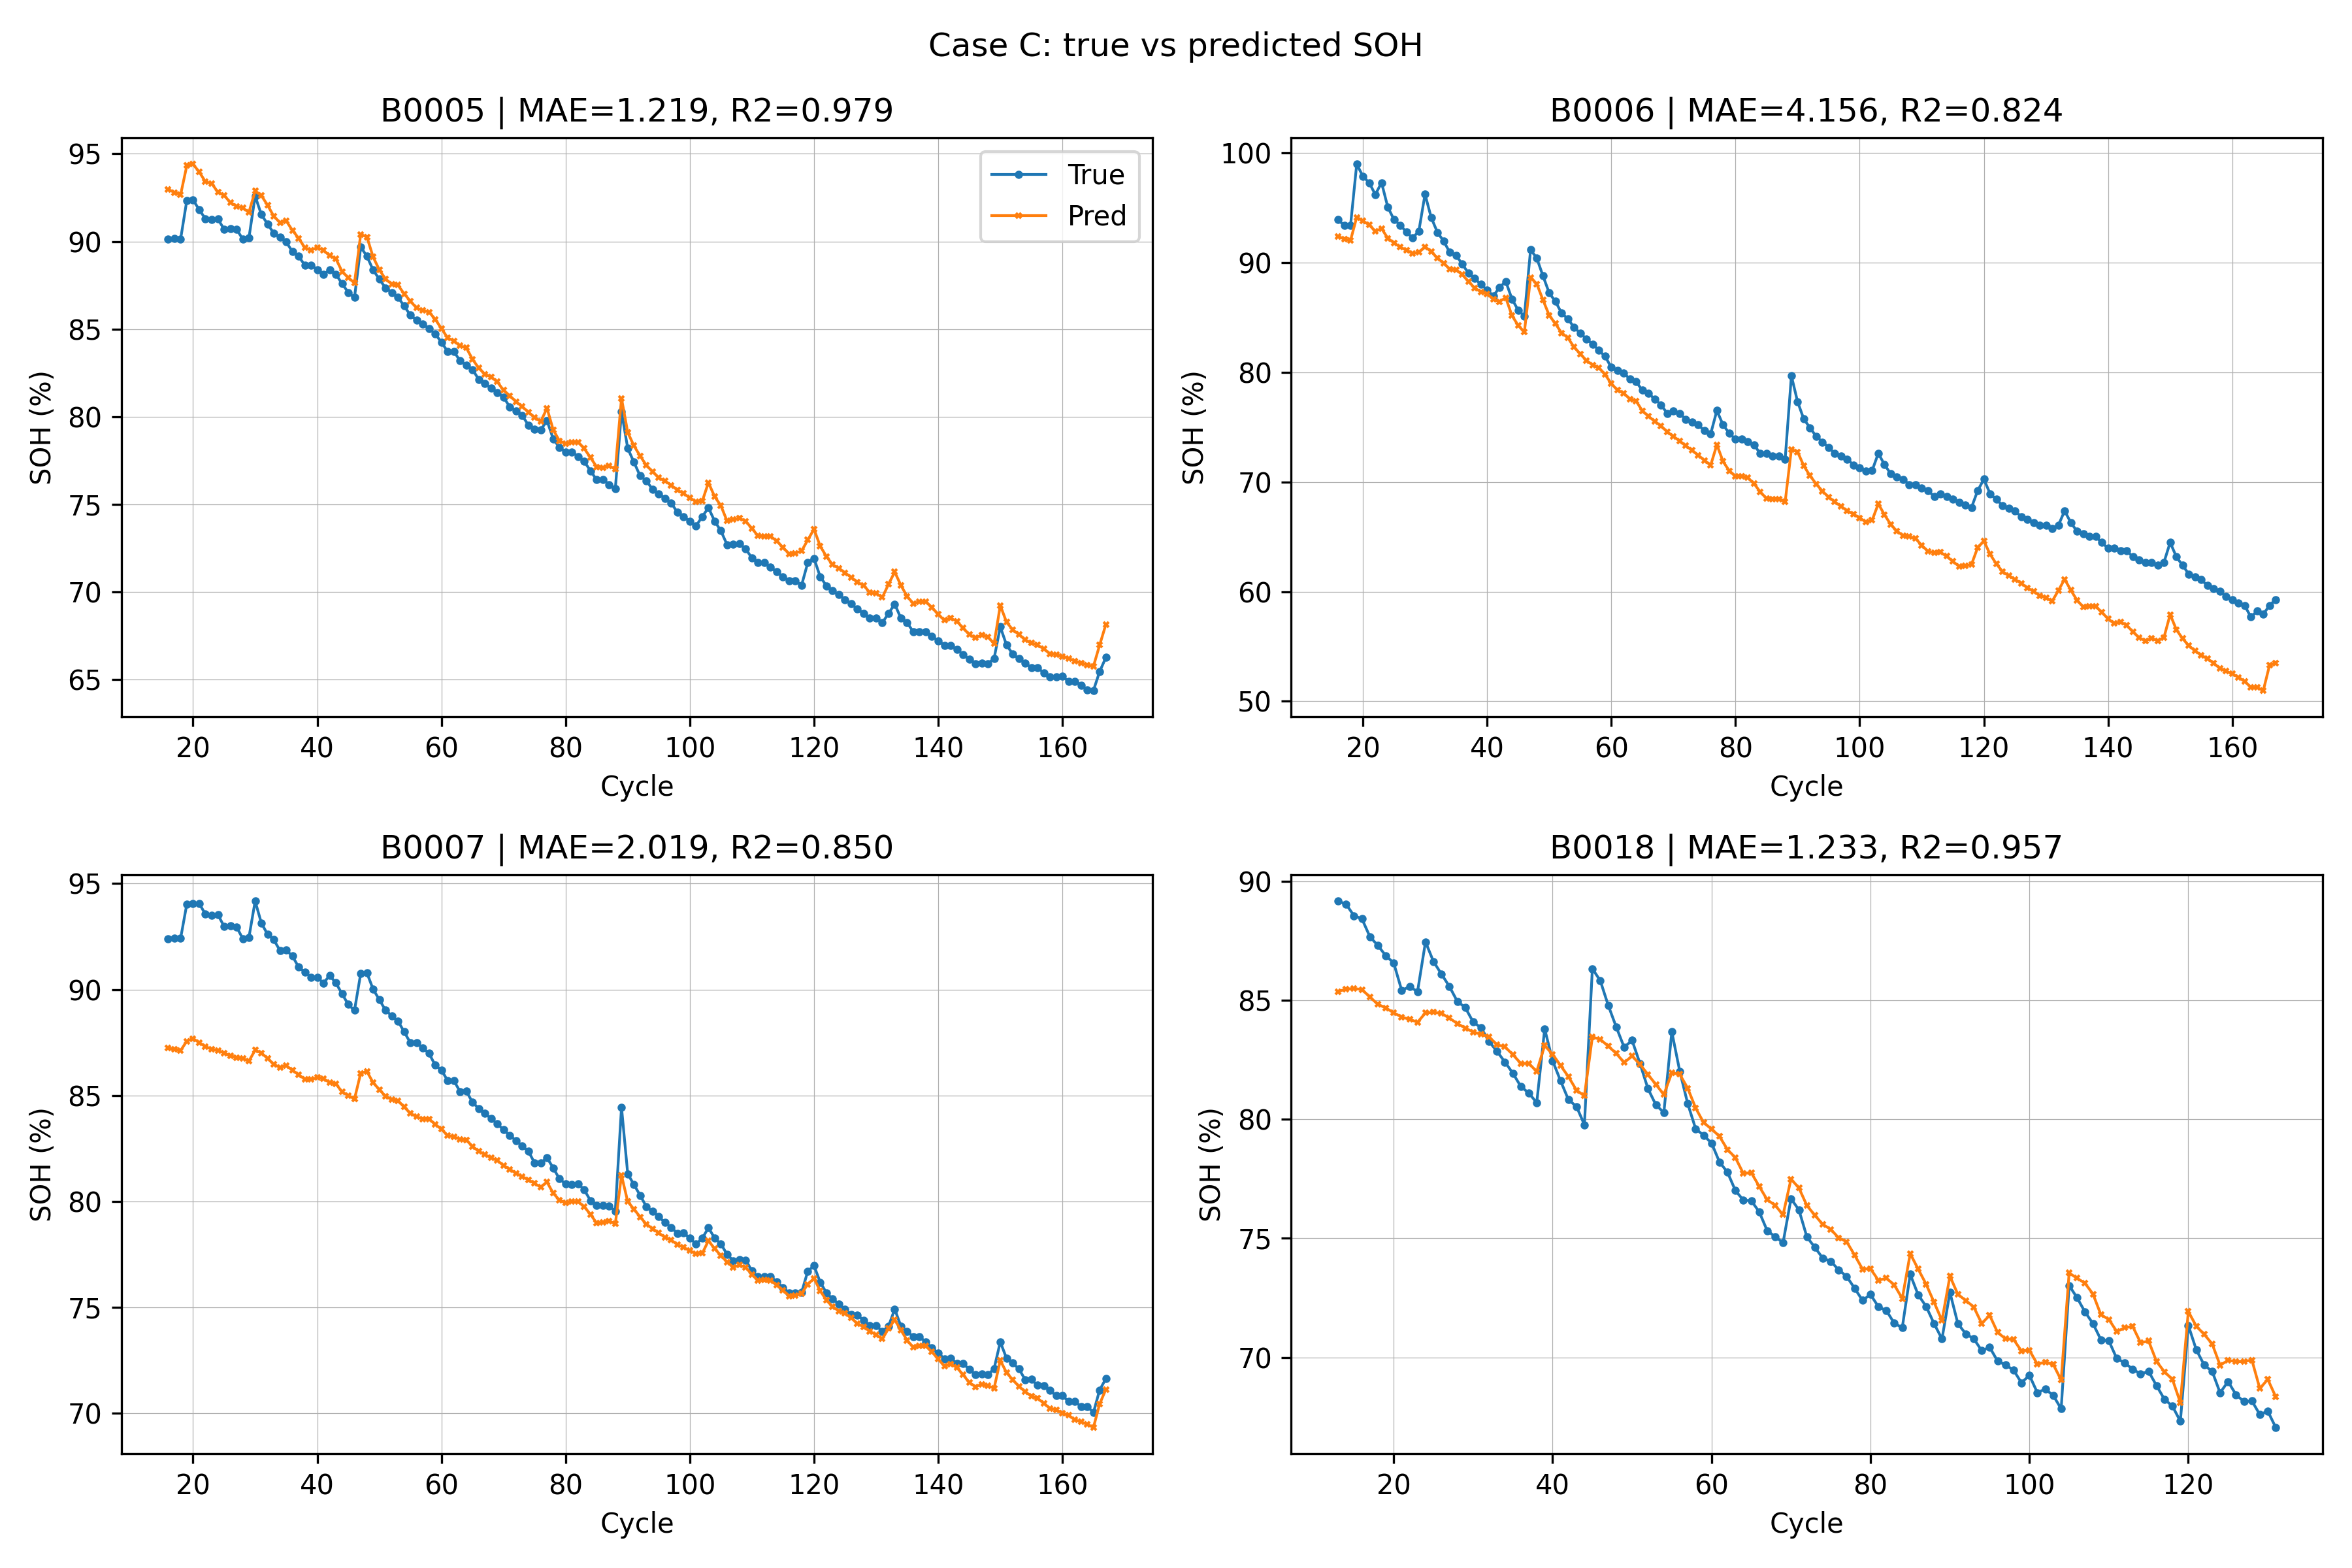 Case C: true vs predicted SOH
B0005 | MAE=1.219, R2=0.979
95
90
85
80
75
70
65
SOH (%)
True
Pred
20 40 60 80 100 120 140 160
Cycle
B0006 | MAE=4.156, R2=0.824
100
90
80
70
60
50
SOH (%)
20 40 60 80 100 120 140 160
Cycle
B0007 | MAE=2.019, R2=0.850
95
90
85
80
75
70
SOH (%)
20 40 60 80 100 120 140 160
Cycle
B0018 | MAE=1.233, R2=0.957
90
85
80
75
70
SOH (%)
20 40 60 80 100 120
Cycle